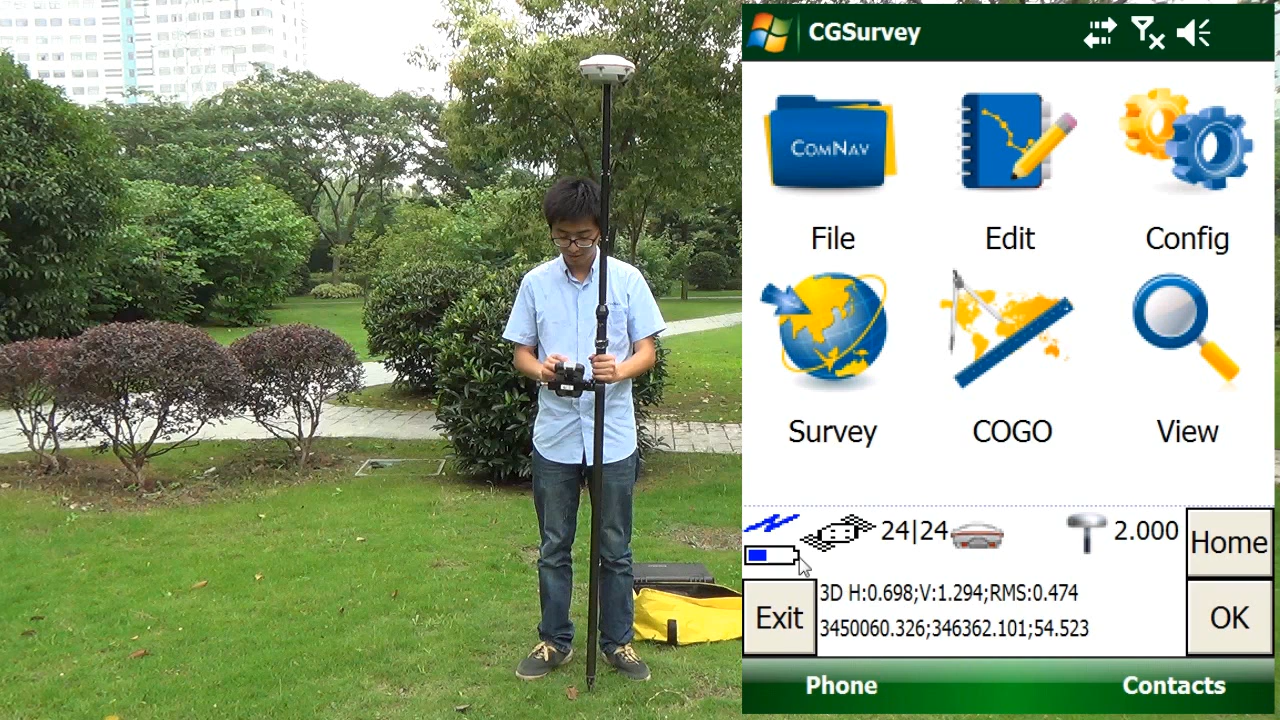 CGSurvey
COMNAV
File
Edit
Config
Survey
COGO
View
24|24
2.000
Home
Exit
3D H:0.698;V:1.294;RMS:0.474
3450060.326;346362.101;54.523
OK
Phone
Contacts